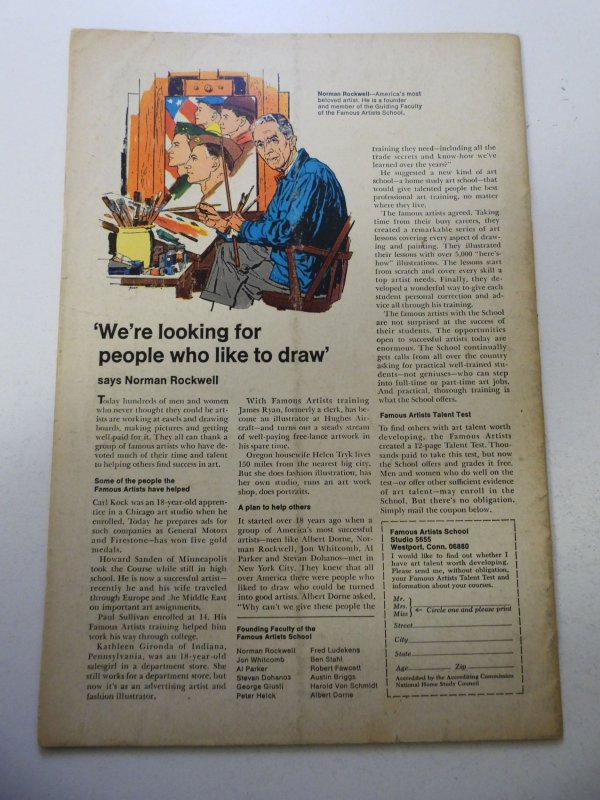 Norman Rockwell—America's most
beloved artist. He is a founder
and member of the Guiding Faculty
of the Famous Artists School.
'We're looking for
people who like to draw'
says Norman Rockwell
Today hundreds of men and women
who never thought they could be art-
ists are working at easels and drawing
boards, making pictures and getting
well-paid for it. They all can thank a
group of famous artists who have de-
voted much of their time and talent
to helping others find success in art.
Some of the people the
Famous Artists have helped
Carl Kock was an 18-year-old appren-
tice in a Chicago art studio when he
enrolled. Today he prepares ads for
such companies as General Motors
and Firestone—has won five gold
medals.
Howard Sanden of Minneapolis
took the Course while still in high
school. He is now a successful artist—
recently he and his wife traveled
through Europe and the Middle East
on important art assignments.
Paul Sullivan enrolled at 14. His
Famous Artists training helped him
work his way through college.
Kathleen Gironda of Indiana,
Pennsylvania, was an 18-year-old
salesgirl in a department store. She
still works for a department store, but
now it's as an advertising artist and
fashion illustrator.
With Famous Artists training
James Ryan, formerly a clerk, has be-
come an illustrator at Hughes Air-
craft—and turns out a steady stream
of well-paying free-lance artwork in
his spare time.
Oregon housewife Helen Tryk lives
150 miles from the nearest big city.
But she does fashion illustration, has
her own studio, runs an art work
shop, does portraits.
A plan to help others
It started over 18 years ago when a
group of America's most successful
artists—men like Albert Dorne, Nor-
man Rockwell, Jon Whitcomb, Al
Parker and Stevan Dohanos—met in
New York City. They knew that all
over America there were people who
liked to draw who could be turned
into good artists. Albert Dorne asked,
"Why can't we give these people the
Founding Faculty of the
Famous Artists School
Norman Rockwell
Jon Whitcomb
Al Parker
Stevan Dohanos
George Giusti
Peter Helck
Fred Ludekens
Ben Stahl
Robert Fawcett
Austin Briggs
Harold Von Schmidt
Albert Dorne
training they need—including all the
trade secrets and know-how we've
learned over the years?"
He suggested a new kind of art
school—a home study art school—that
would give talented people the best
professional art training, no matter
where they live.
The famous artists agreed. Taking
time from their busy careers, they
created a remarkable series of art
lessons covering every aspect of draw-
ing and painting. They illustrated
their lessons with over 5,000 "here's-
how" illustrations. The lessons start
from scratch and cover every skill a
top artist needs. Finally, they de-
veloped a wonderful way to give each
student personal correction and ad-
vice all through his training.
The famous artists with the School
are not surprised at the success of
their students. The opportunities
open to successful artists today are
enormous. The School continually
gets calls from all over the country
asking for practical well-trained stu-
dents—not geniuses—who can step
into full-time or part-time art jobs.
And practical, thorough training is
what the School offers.
Famous Artists Talent Test
To find others with art talent worth
developing, the Famous Artists
created a 12-page Talent Test. Thou-
sands paid to take this test, but now
the School offers and grades it free.
Men and women who do well on the
test—or offer other sufficient evidence
of art talent—may enroll in the
School. But there's no obligation.
Simply mail the coupon below.
Famous Artists School
Studio 5655
Westport, Conn. 06880
I would like to find out whether I
have art talent worth developing.
Please send me, without obligation,
your Famous Artists Talent Test and
information about your courses.
Mr.
Mrs. ← Circle one and please print
Miss
Street
City
State
Age Zip
Accredited by the Accrediting Commission
National Home Study Council